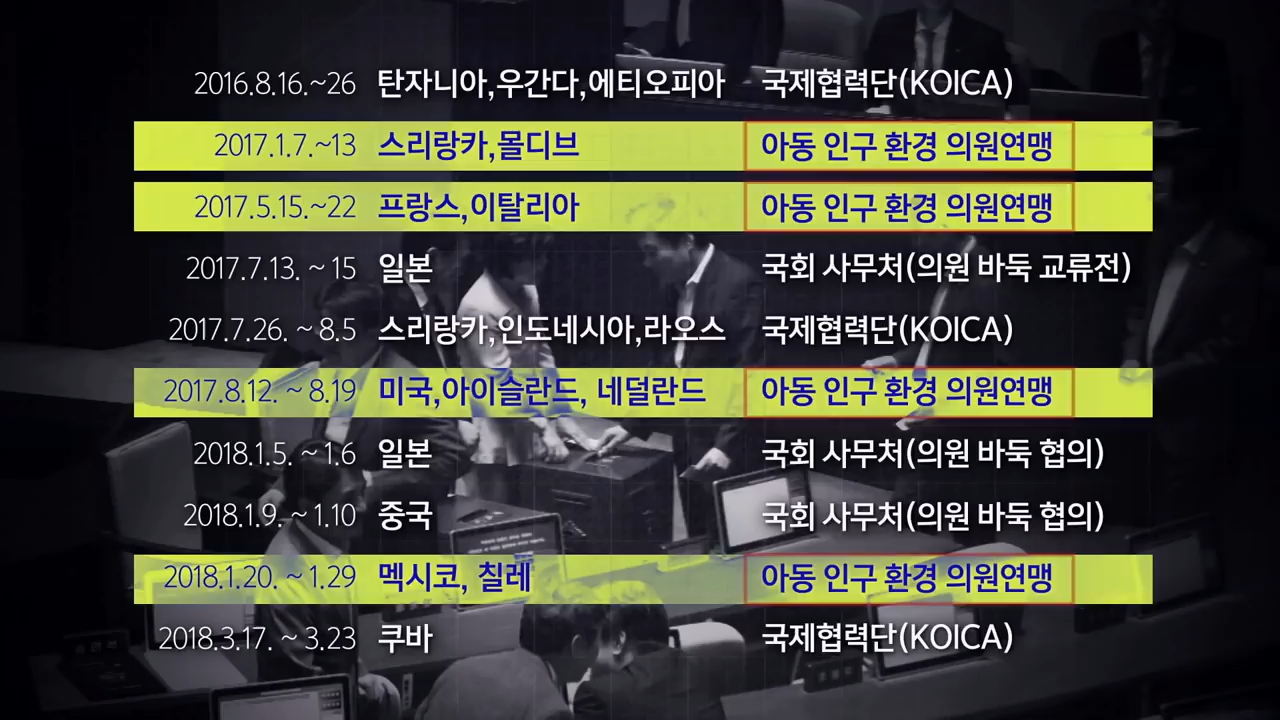 2016.8.16.~26 탄자니아,우간다,에티오피아 국제협력단(KOICA)
2017.1.7.~13 스리랑카,몰디브 아동 인구 환경 의원연맹
2017.5.15.~22 프랑스,이탈리아 아동 인구 환경 의원연맹
2017.7.13. ~ 15 일본 국회 사무처(의원 바둑 교류전)
2017.7.26. ~ 8.5 스리랑카,인도네시아,라오스 국제협력단(KOICA)
2017.8.12. ~ 8.19 미국,아이슬란드, 네덜란드 아동 인구 환경 의원연맹
2018.1.5. ~ 1.6 일본 국회 사무처(의원 바둑 협의)
2018.1.9. ~ 1.10 중국 국회 사무처(의원 바둑 협의)
2018.1.20. ~ 1.29 멕시코, 칠레 아동 인구 환경 의원연맹
2018.3.17. ~ 3.23 쿠바 국제협력단(KOICA)